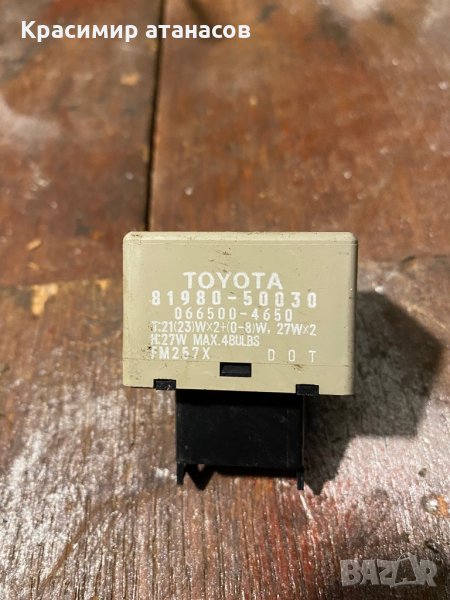 Красимир атанасов
TOYOTA
81980-50030
066500-4650
T:21(23)W×2+(0-8)W, 27W×2
H:27W MAX.4BULBS
FM257X DOT
BAZAR